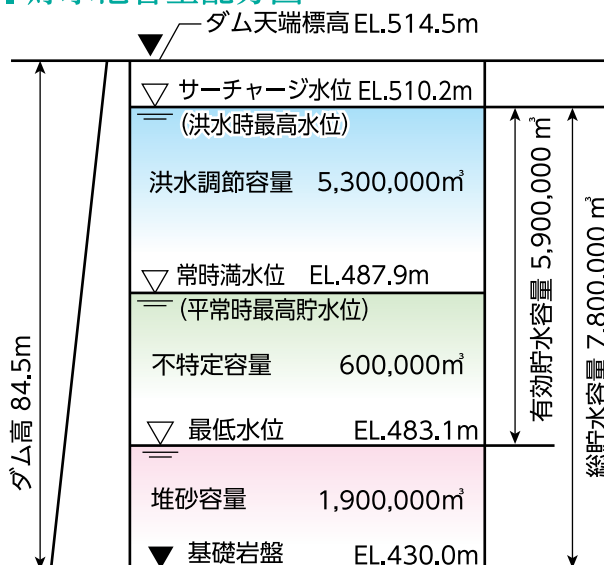 ダム天端標高 EL.514.5m
サーチャージ水位 EL.510.2m
(洪水時最高水位)
洪水調節容量 5,300,000㎥
常時満水位 EL.487.9m
(平常時最高貯水位)
不特定容量 600,000㎥
最低水位 EL.483.1m
堆砂容量 1,900,000㎥
基礎岩盤 EL.430.0m
ダム高 84.5m
有効貯水容量 5,900,000 ㎥
総貯水容量 7,800,000 ㎥